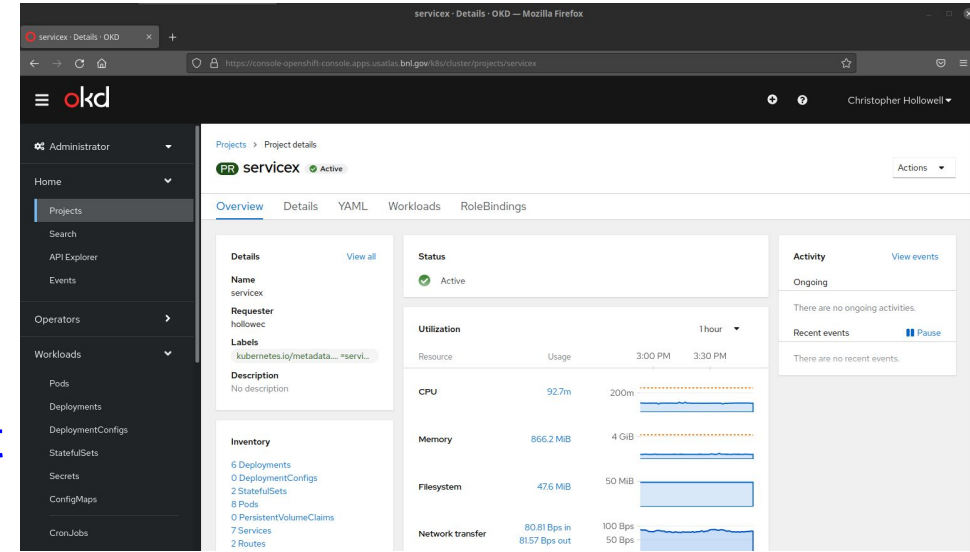 servicex · Details · OKD — Mozilla Firefox
servicex · Details · OKD × +
https://console-openshift-console.apps.usatlas.bnl.gov/k8s/cluster/projects/servicex
okd
Christopher Hollowell
Administrator
Home
Projects
Search
API Explorer
Events
Operators
Workloads
Pods
Deployments
DeploymentConfigs
StatefulSets
Secrets
ConfigMaps
CronJobs
Projects > Project details
PR servicex Active
Actions
Overview Details YAML Workloads RoleBindings
Details View all
Name
servicex
Requester
hollowec
Labels
kubernetes.io/metadata.... =servi...
Description
No description
Inventory
6 Deployments
0 DeploymentConfigs
2 StatefulSets
8 Pods
0 PersistentVolumeClaims
7 Services
2 Routes
Status
Active
Utilization 1 hour
Resource Usage 3:00 PM 3:30 PM
CPU 92.7m 200m
Memory 866.2 MiB 4 GiB
Filesystem 47.6 MiB 50 MiB
Network transfer 80.81 Bps in 100 Bps
81.57 Bps out 50 Bps
Activity View events
Ongoing
There are no ongoing activities.
Recent events Pause
There are no recent events.